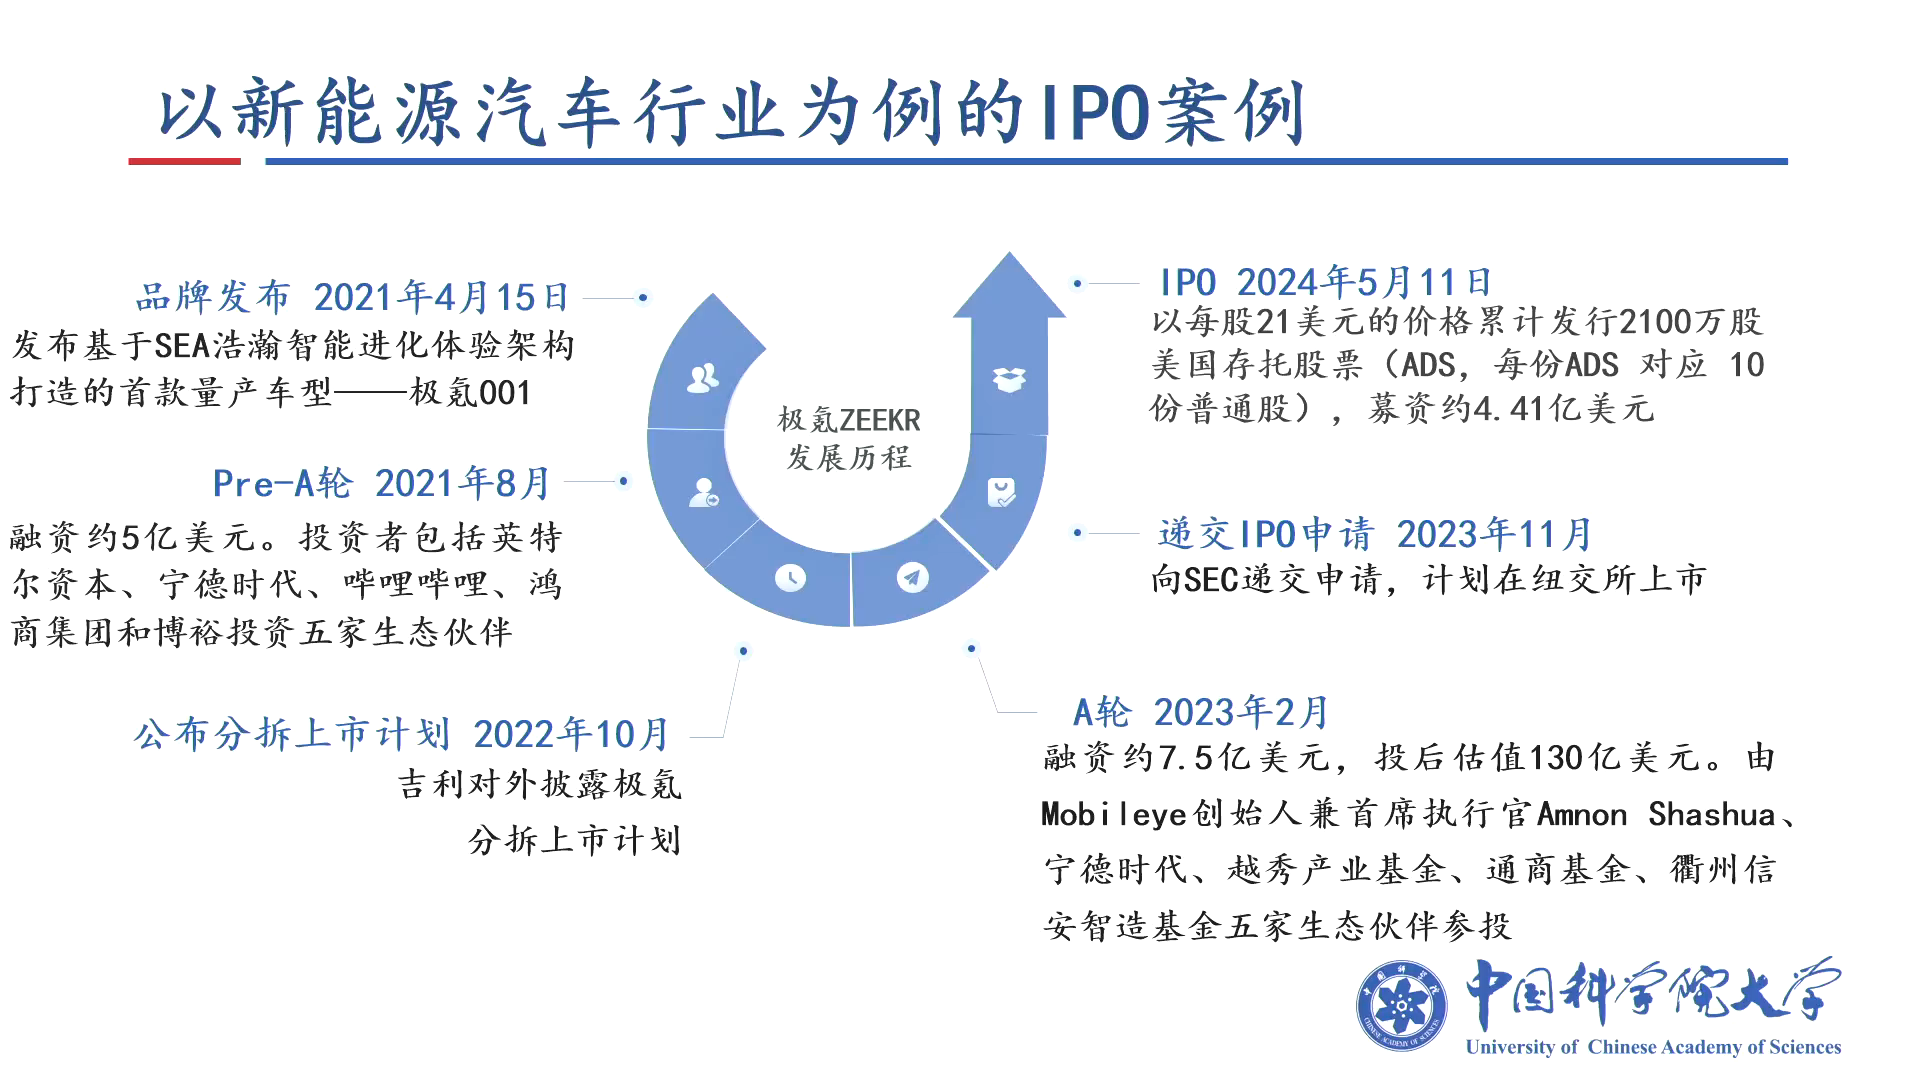 以新能源汽车行业为例的IPO案例
品牌发布 2021年4月15日
发布基于SEA浩瀚智能进化体验架构
打造的首款量产车型——极氪001
Pre-A轮 2021年8月
融资约5亿美元。投资者包括英特
尔资本、宁德时代、哔哩哔哩、鸿
商集团和博裕投资五家生态伙伴
公布分拆上市计划 2022年10月
吉利对外披露极氪
分拆上市计划
极氪ZEEKR
发展历程
IPO 2024年5月11日
以每股21美元的价格累计发行2100万股
美国存托股票（ADS，每份ADS 对应 10
份普通股），募资约4.41亿美元
递交IPO申请 2023年11月
向SEC递交申请，计划在纽交所上市
A轮 2023年2月
融资约7.5亿美元，投后估值130亿美元。由
Mobileye创始人兼首席执行官Amnon Shashua、
宁德时代、越秀产业基金、通商基金、衢州信
安智造基金五家生态伙伴参投
中国科学院
CHINESE ACADEMY OF SCIENCES
中国科学院大学
University of Chinese Academy of Sciences